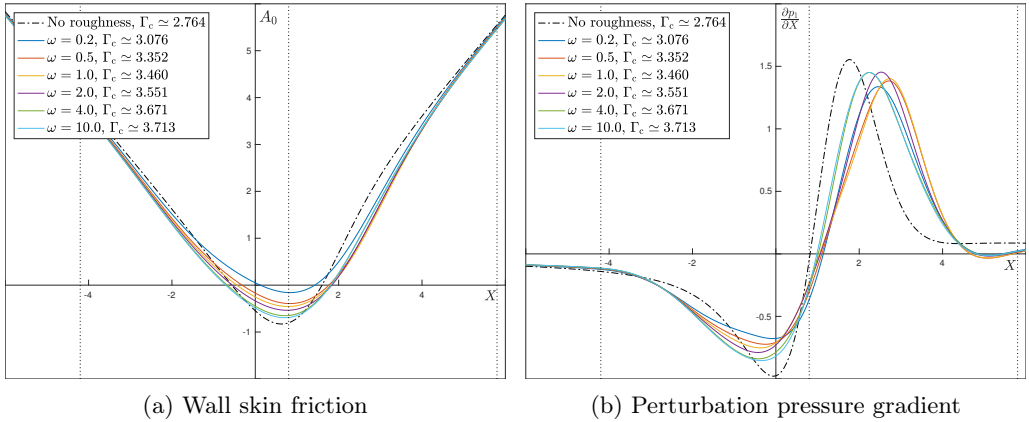 A₀
No roughness, Γc ≃ 2.764
ω = 0.2, Γc ≃ 3.076
ω = 0.5, Γc ≃ 3.352
ω = 1.0, Γc ≃ 3.460
ω = 2.0, Γc ≃ 3.551
ω = 4.0, Γc ≃ 3.671
ω = 10.0, Γc ≃ 3.713
5
4
3
2
1
-1
-4
-2
2
4
X
(a) Wall skin friction
∂p₁/∂X
No roughness, Γc ≃ 2.764
ω = 0.2, Γc ≃ 3.076
ω = 0.5, Γc ≃ 3.352
ω = 1.0, Γc ≃ 3.460
ω = 2.0, Γc ≃ 3.551
ω = 4.0, Γc ≃ 3.671
ω = 10.0, Γc ≃ 3.713
1.5
1
0.5
-0.5
-4
-2
2
4
X
(b) Perturbation pressure gradient